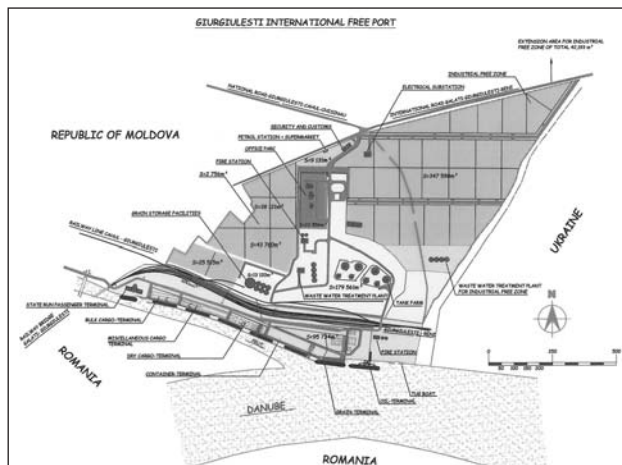 GIURGIULESTI INTERNATIONAL FREE PORT
EXTENSION AREA FOR INDUSTRIAL
FREE ZONE OF TOTAL
INDUSTRIAL FREE ZONE
ELECTRICAL SUBSTATION
NATIONAL ROAD GIURGIULESTI-CAHUL-CHISINAU
INTERNATIONAL ROAD GALATI-GIURGIULESTI-RENI
SECURITY AND CUSTOMS
REPUBLIC OF MOLDOVA
PETROL STATION + SUPERMARKET
OFFICE PARK
FIRE STATION
GRAIN STORAGE FACILITIES
RAILWAY LINE CAHUL - GIURGIULESTI
UKRAINE
WASTE WATER TREATMENT PLANT
FOR INDUSTRIAL FREE ZONE
WASTE WATER TREATMENT PLANT
TANK FARM
STATE RUN PASSENGER TERMINAL
RAILWAY BRIDGE
GALATI-GIURGIULESTI
BULK CARGO-TERMINAL
MISCELLANEOUS CARGO
TERMINAL
DRY CARGO-TERMINAL
CONTAINER-TERMINAL
FIRE STATION
TUG BOAT
OIL-TERMINAL
GRAIN-TERMINAL
N
ROMANIA
DANUBE
ROMANIA